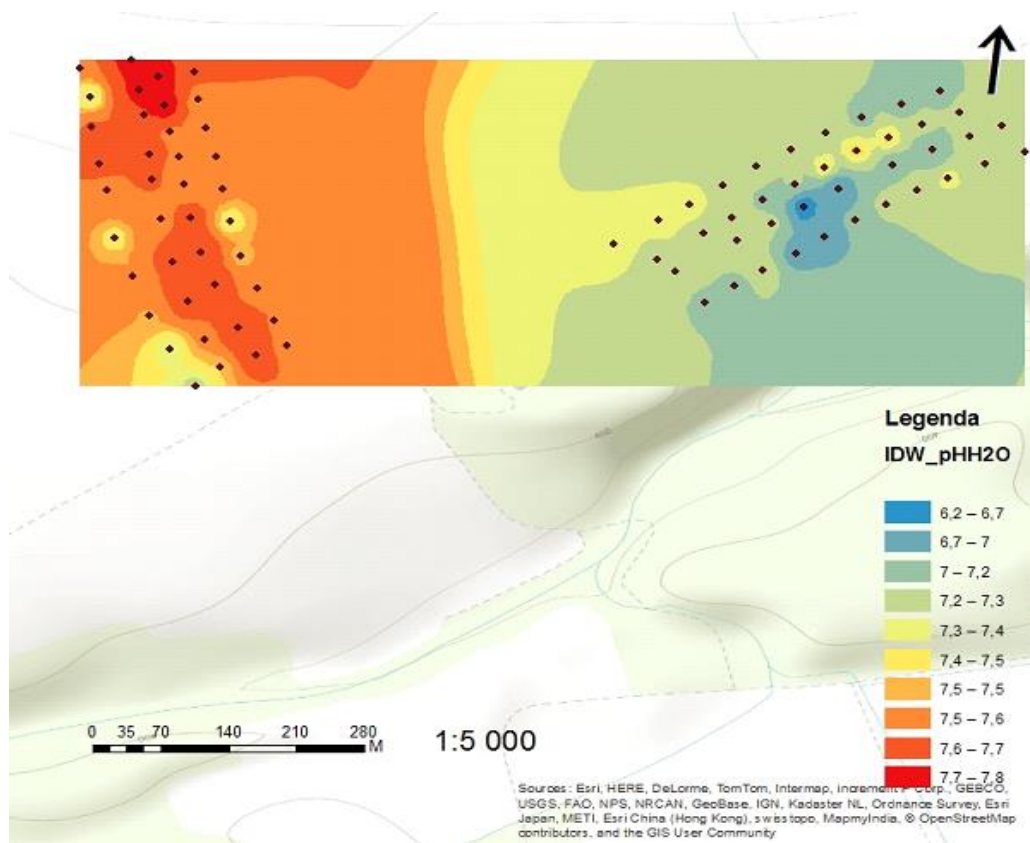 Legenda
IDW_pHH2O
6,2 – 6,7
6,7 – 7
7 – 7,2
7,2 – 7,3
7,3 – 7,4
7,4 – 7,5
7,5 – 7,5
7,5 – 7,6
7,6 – 7,7
7,7 – 7,8
0 35 70 140 210 280
M
1:5 000
Sources: Esri, HERE, DeLorme, TomTom, Intermap, increment P Corp., GEBCO,
USGS, FAO, NPS, NRCAN, GeoBase, IGN, Kadaster NL, Ordnance Survey, Esri
Japan, METI, Esri China (Hong Kong), swisstopo, MapmyIndia, © OpenStreetMap
contributors, and the GIS User Community